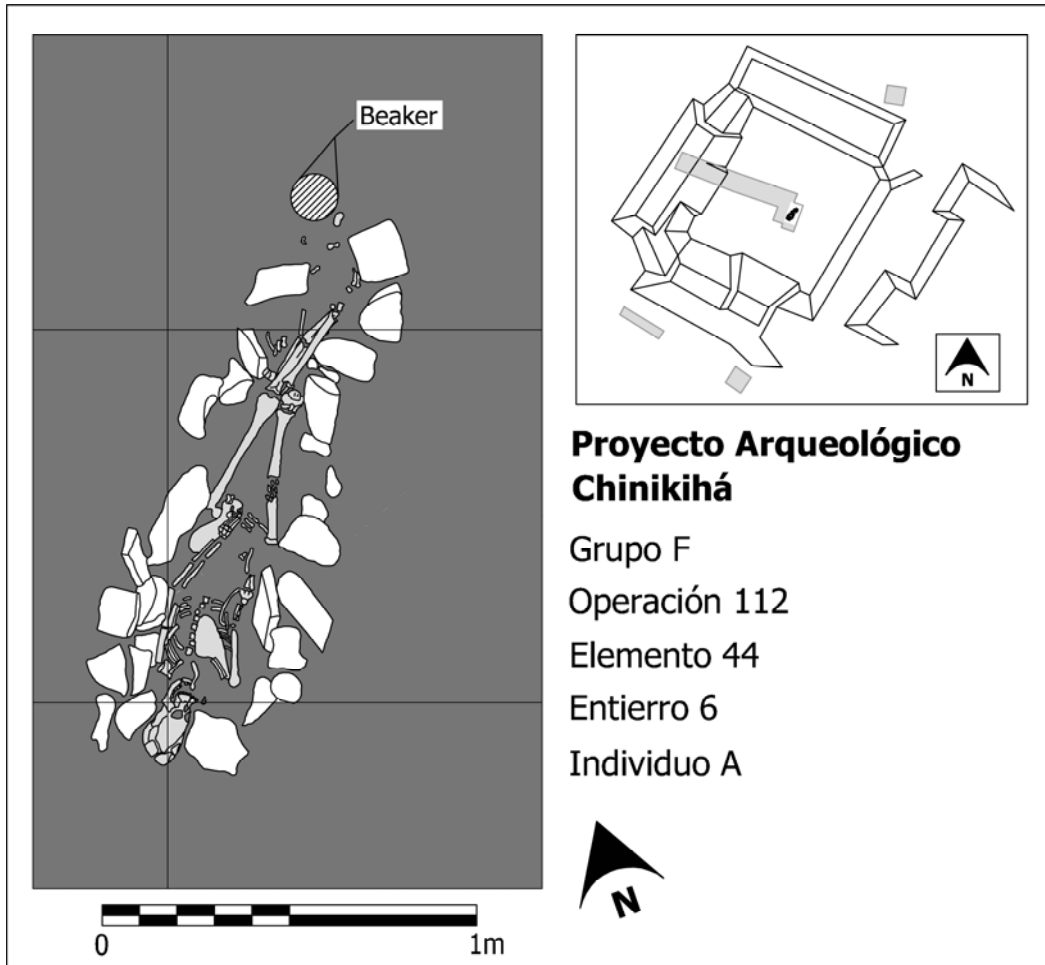 Beaker
N
Proyecto Arqueológico
Chinikihá
Grupo F
Operación 112
Elemento 44
Entierro 6
Individuo A
N
0
1m